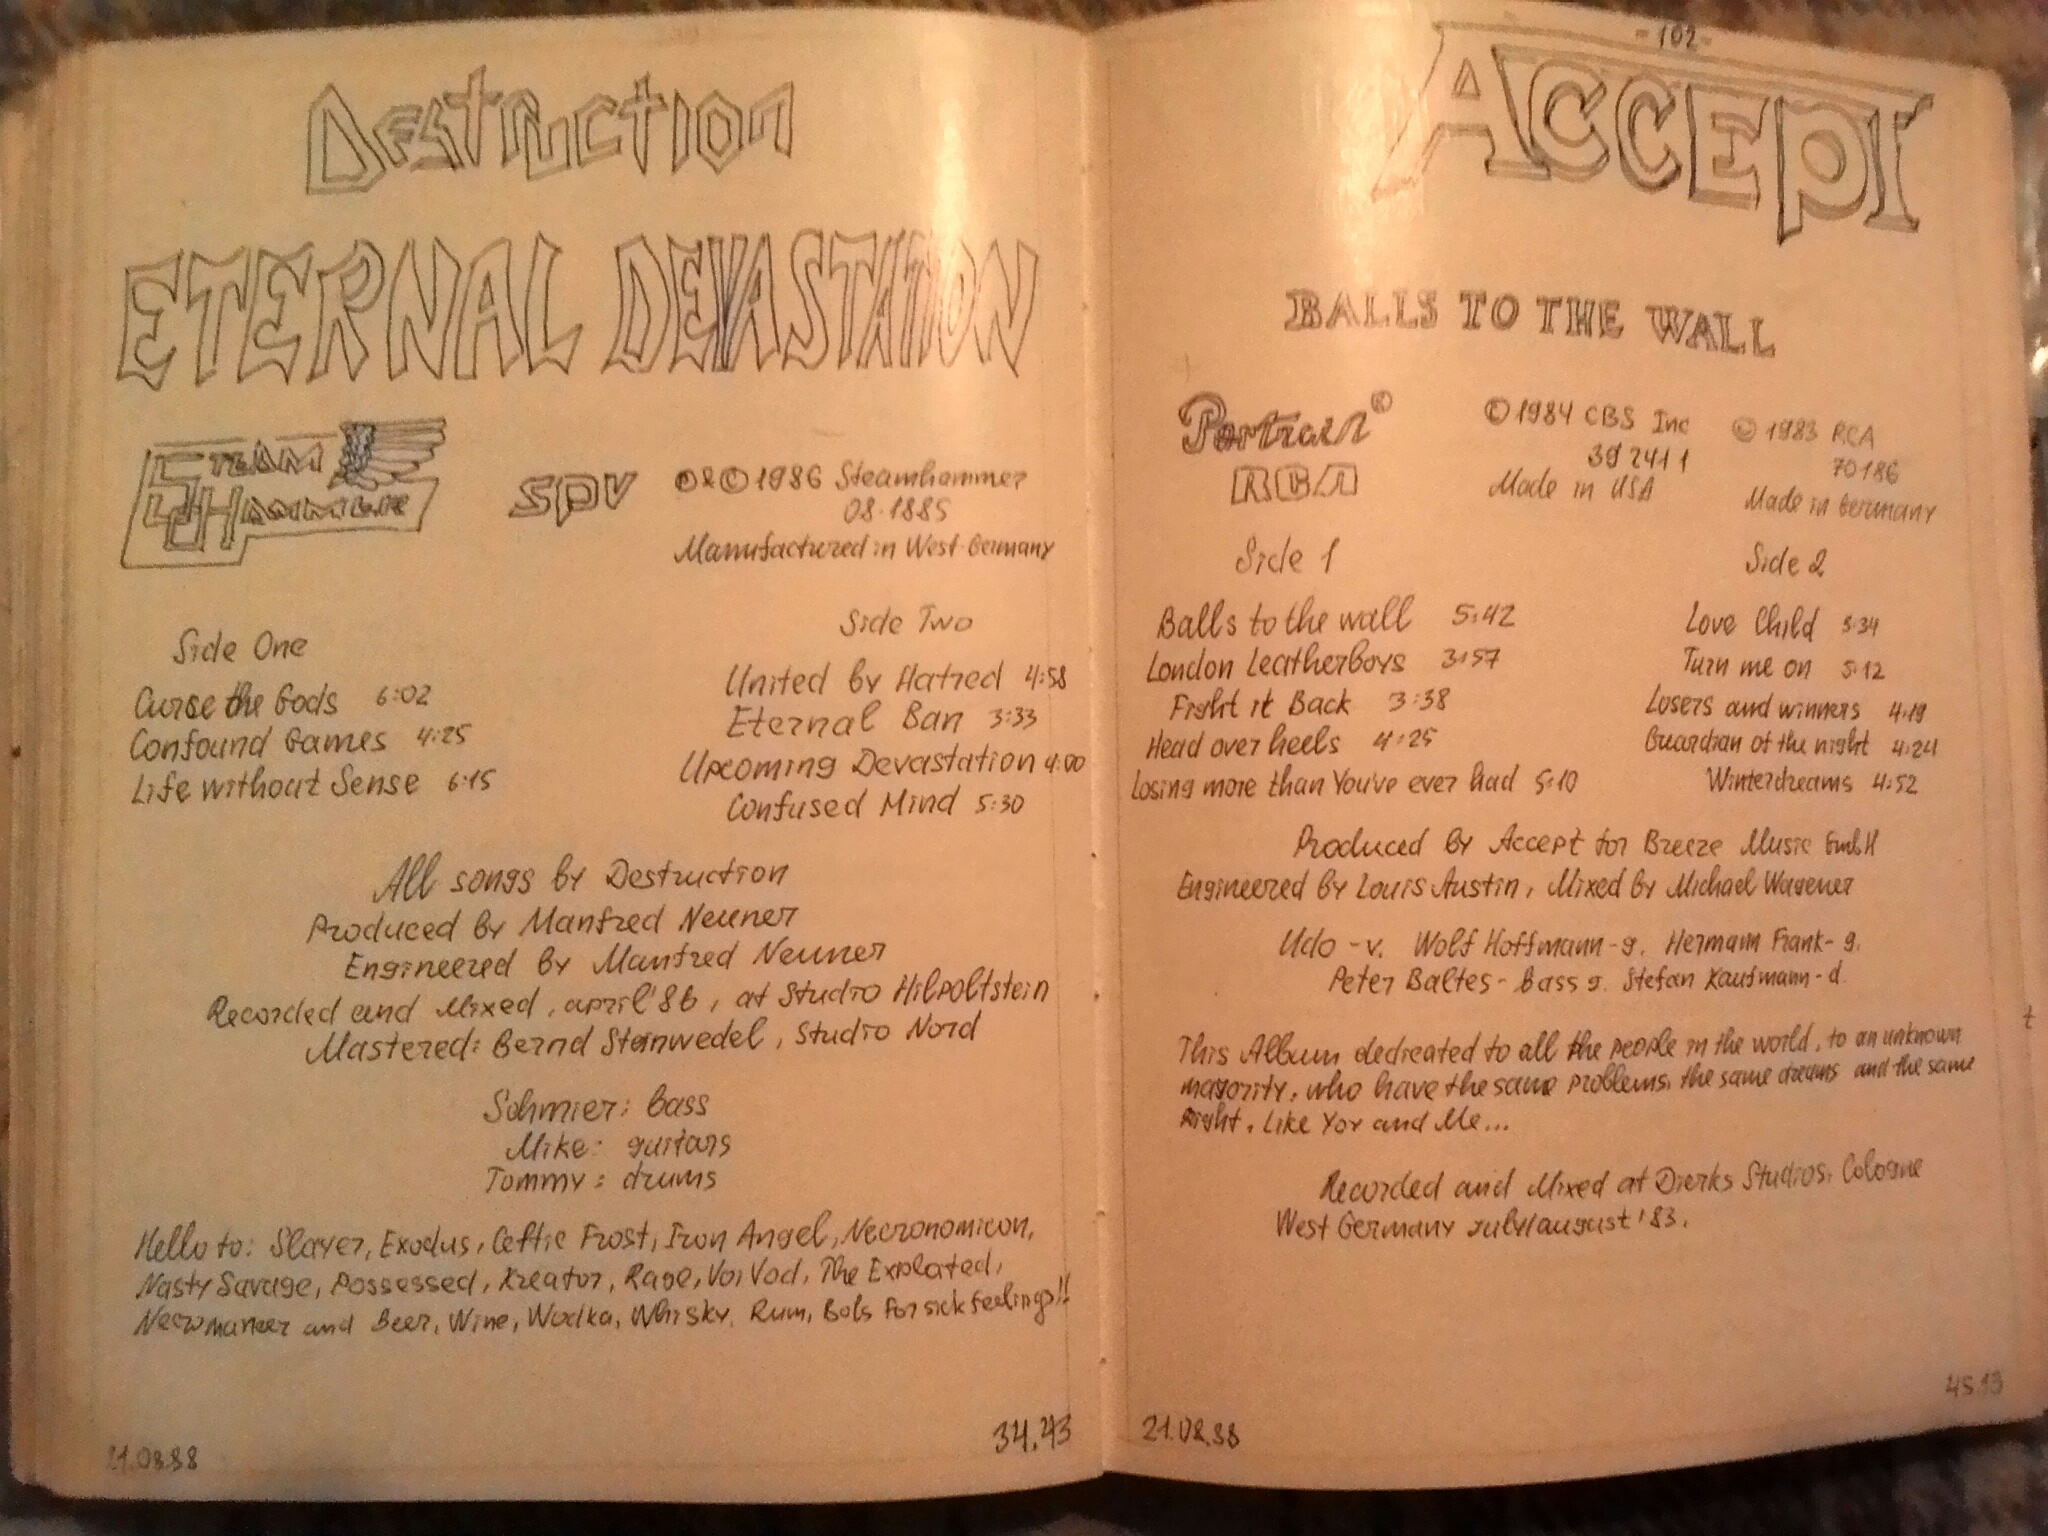 Destruction
ETERNAL DEVASTATION
STEAM HAMMER
SPV
℗&©1986 Steamhammer
08-1885
Manufactured in West-Germany
Side One
Curse the Gods 6:02
Confound Games 4:25
Life without Sense 6:15
Side Two
United by Hatred 4:58
Eternal Ban 3:33
Upcoming Devastation 4:00
Confused Mind 5:30
All songs by Destruction
Produced by Manfred Neuner
Engineered by Manfred Neuner
Recorded and Mixed, april '86, at Studio Hilpoltstein
Mastered: Bernd Steinwedel, Studio Nord
Schmier: bass
Mike: guitars
Tommy: drums
Hello to: Slayer, Exodus, Celtic Frost, Iron Angel, Necronomicon,
Nasty Savage, Possessed, Kreator, Rage, VoiVod, The Exploated,
Necromancer and Beer, Wine, Wodka, Whisky, Rum, Bols for sick feelings!!
21.08.88
34.43
-102-
ACCEPT
BALLS TO THE WALL
Portrait®
RCA
©1984 CBS Inc
39 2411
Made in USA
©1983 RCA
70186
Made in Germany
Side 1
Balls to the wall 5:42
London Leatherboys 3:57
Fight it Back 3:38
Head over heels 4:25
Losing more than You've ever had 5:10
Side 2
Love Child 3:34
Turn me on 5:12
Losers and winners 4:19
Guardian of the night 4:24
Winterdreams 4:52
Produced by Accept for Breeze Music GmbH
Engineered by Louis Austin, Mixed by Michael Wagener
Udo -v. Wolf Hoffmann-g. Hermann Frank-g.
Peter Baltes- Bass g. Stefan Kaufmann-d.
This Album dedicated to all the people in the world, to an unknown
majority, who have the same problems, the same dreams and the same
right. Like You and Me...
Recorded and Mixed at Dierks Studios, Cologne
West Germany July/august '83.
21.08.88
45.13